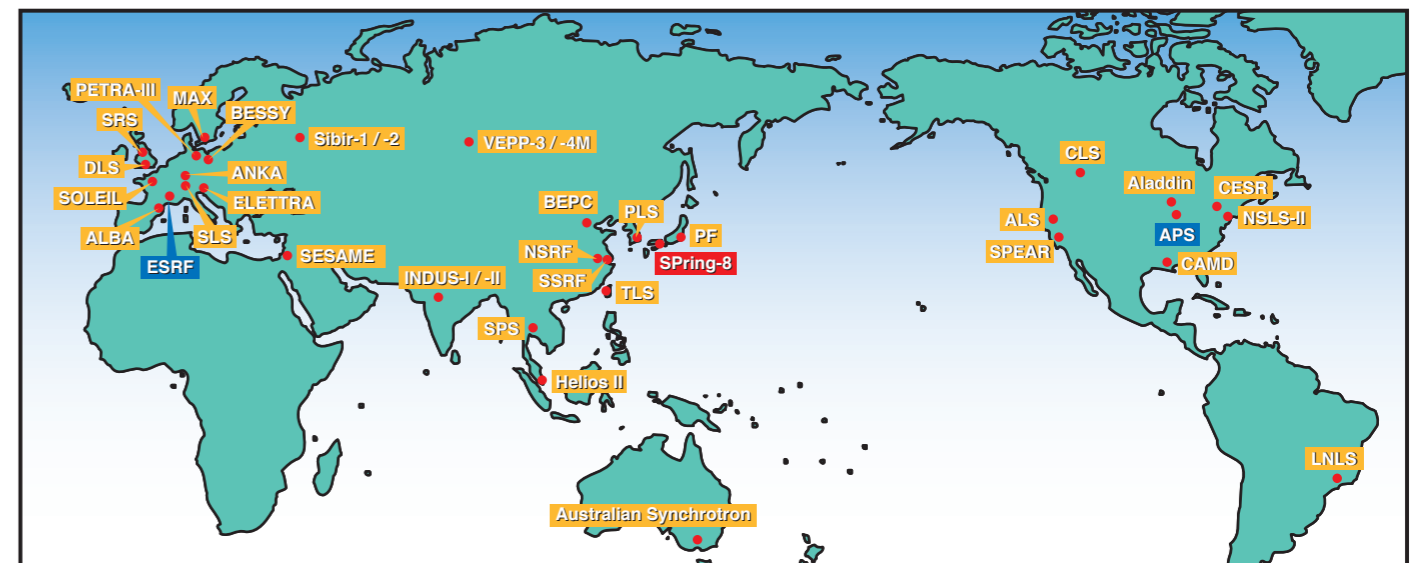 PETRA-III
MAX
BESSY
SRS
Sibir-1 / -2
VEPP-3 / -4M
DLS
ANKA
SOLEIL
ELETTRA
ALBA
SLS
ESRF
SESAME
INDUS-I / -II
BEPC
PLS
PF
NSRF
SPring-8
SSRF
TLS
SPS
Helios II
Australian Synchrotron
CLS
Aladdin
CESR
ALS
NSLS-II
APS
SPEAR
CAMD
LNLS